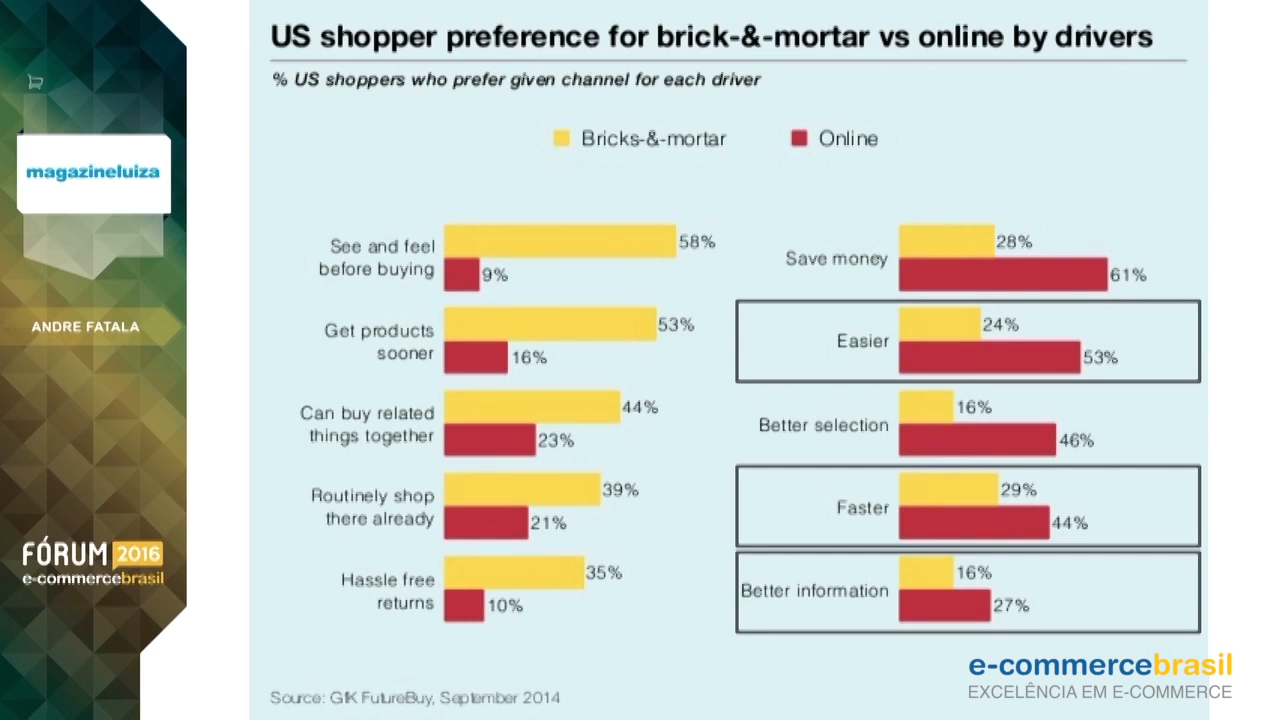 US shopper preference for brick-&-mortar vs online by drivers
% US shoppers who prefer given channel for each driver
Bricks-&-mortar
Online
See and feel
before buying
58%
9%
Get products
sooner
53%
16%
Can buy related
things together
44%
23%
Routinely shop
there already
39%
21%
Hassle free
returns
35%
10%
Save money
28%
61%
Easier
24%
53%
Better selection
16%
46%
Faster
29%
44%
Better information
16%
27%
Source: GfK FutureBuy, September 2014
magazineluiza
ANDRE FATALA
FÓRUM 2016
e-commercebrasil
e-commercebrasil
EXCELÊNCIA EM E-COMMERCE